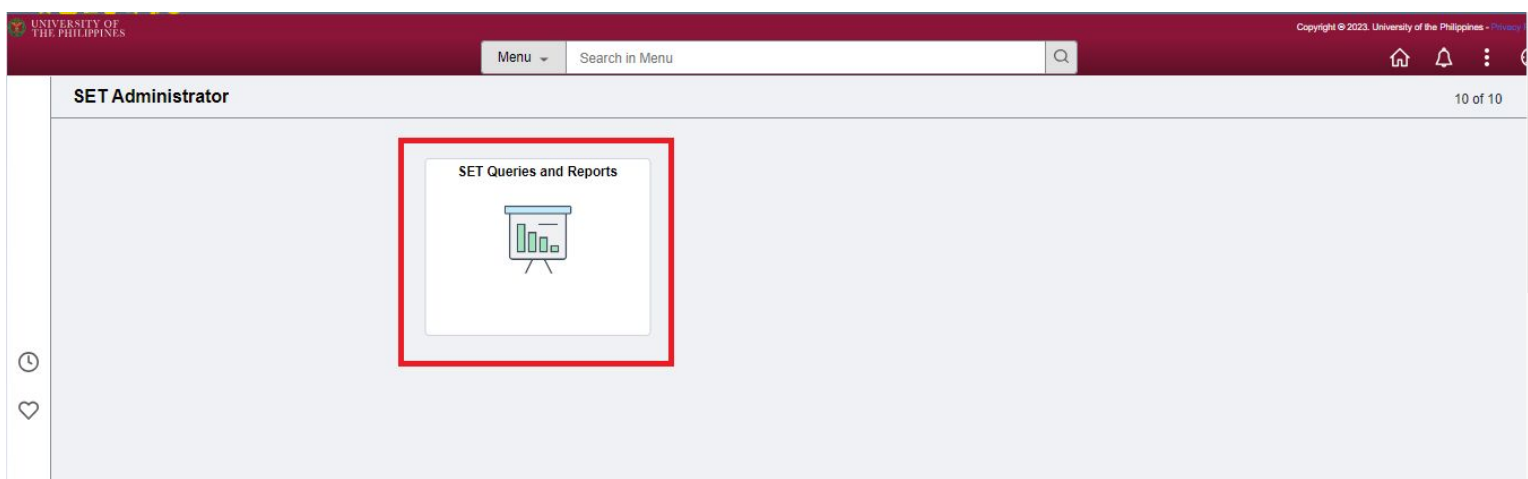 UNIVERSITY OF
THE PHILIPPINES
Copyright © 2023. University of the Philippines - Privacy
Menu
Search in Menu
SET Administrator
10 of 10
SET Queries and Reports